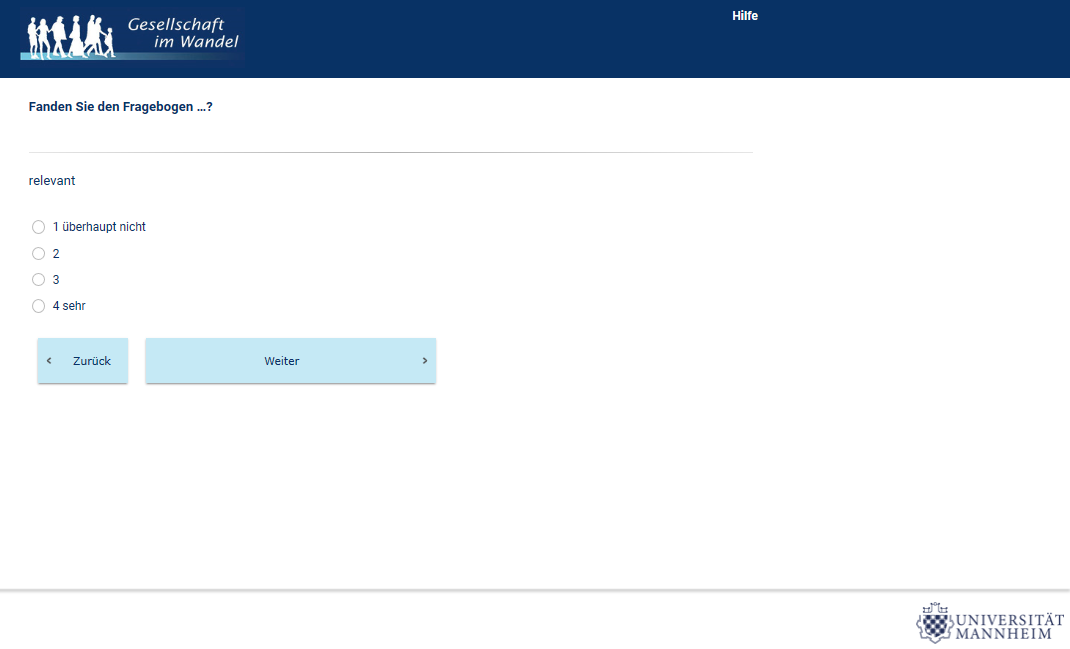 Gesellschaft
im Wandel
Hilfe
Fanden Sie den Fragebogen ...?
relevant
1 überhaupt nicht
2
3
4 sehr
Zurück
Weiter
UNIVERSITÄT
MANNHEIM